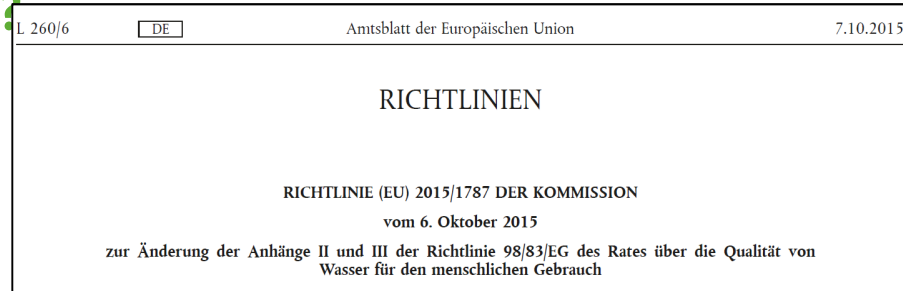 L 260/6 DE Amtsblatt der Europäischen Union 7.10.2015
RICHTLINIEN
RICHTLINIE (EU) 2015/1787 DER KOMMISSION
vom 6. Oktober 2015
zur Änderung der Anhänge II und III der Richtlinie 98/83/EG des Rates über die Qualität von
Wasser für den menschlichen Gebrauch